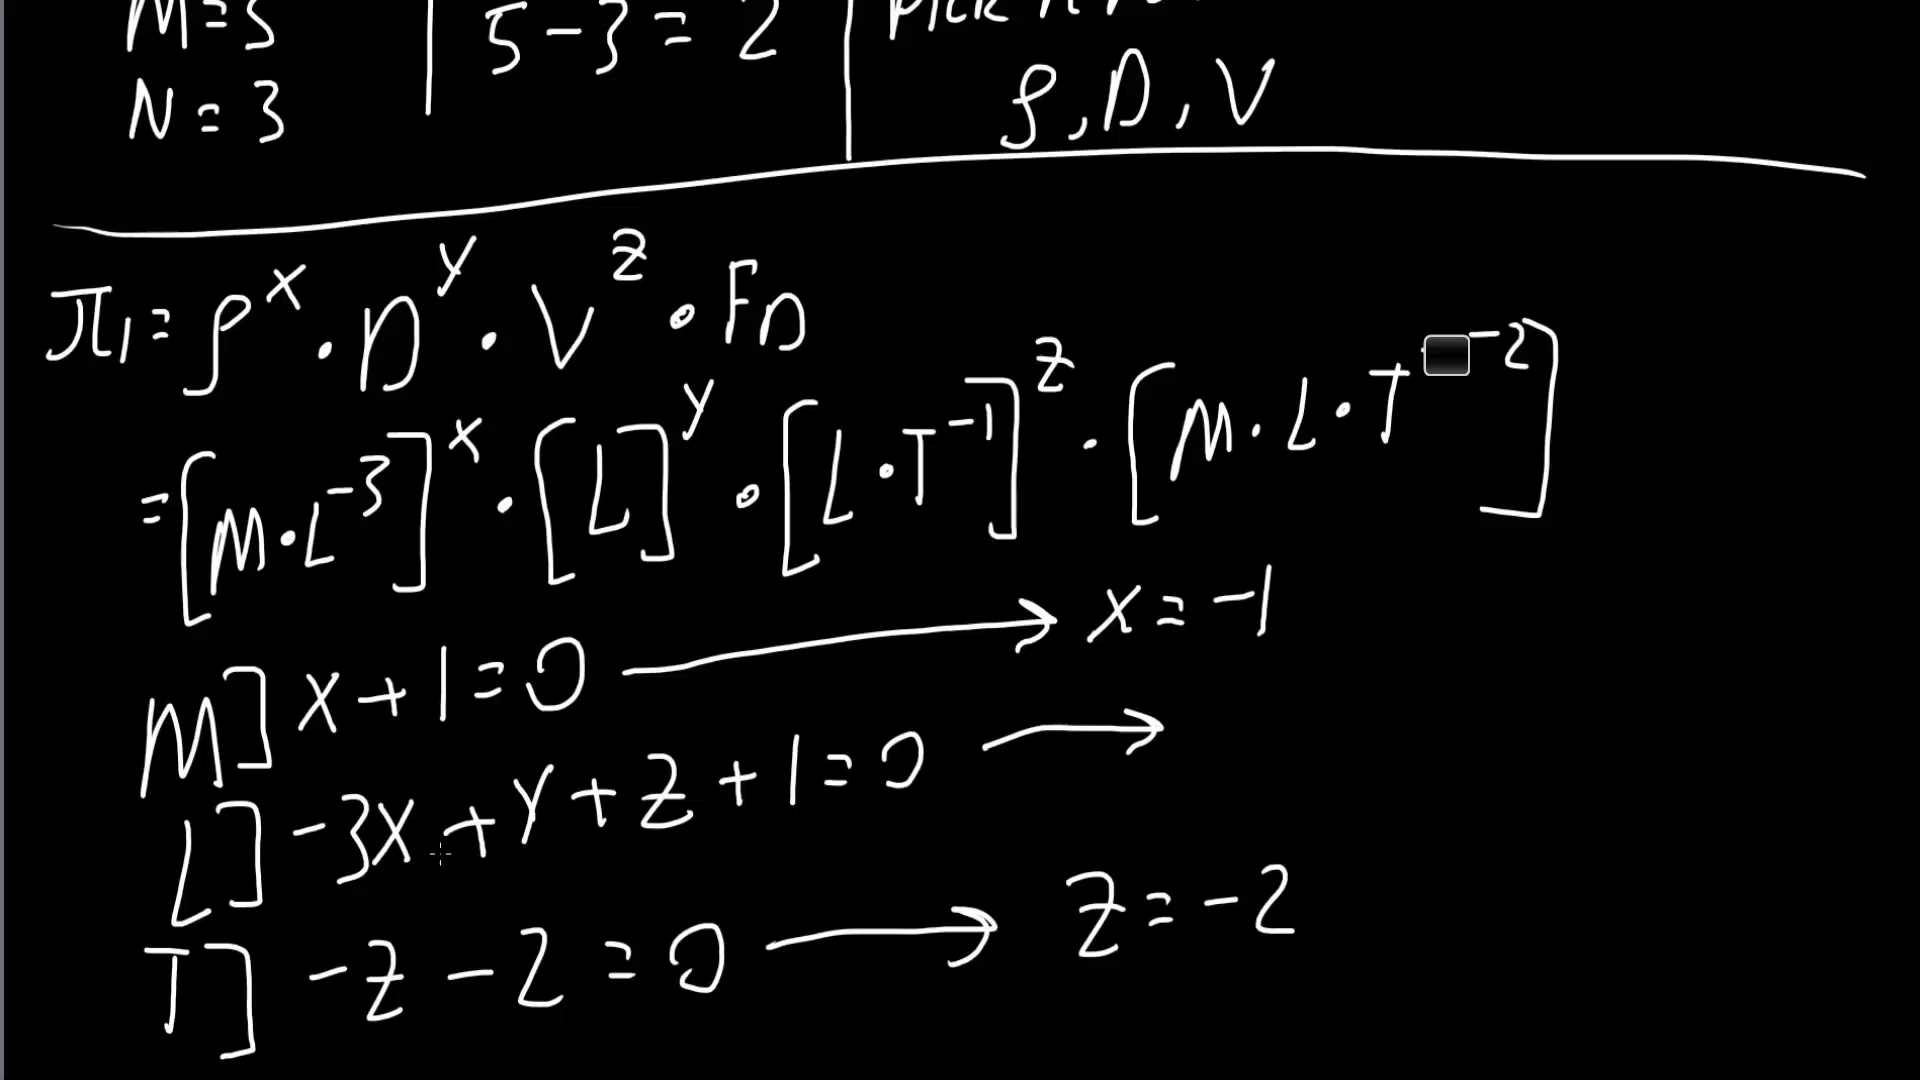 M=5
5-3=2
PICK
N=3
ρ, D, V
π₁ = ρ^x · D^y · V^z · FD
= [M·L^-3]^x · [L]^y · [L·T^-1]^z · [M·L·T^-2]
M] x+1=0 → x=-1
L] -3x+y+z+1=0 →
T] -z-2=0 → z=-2